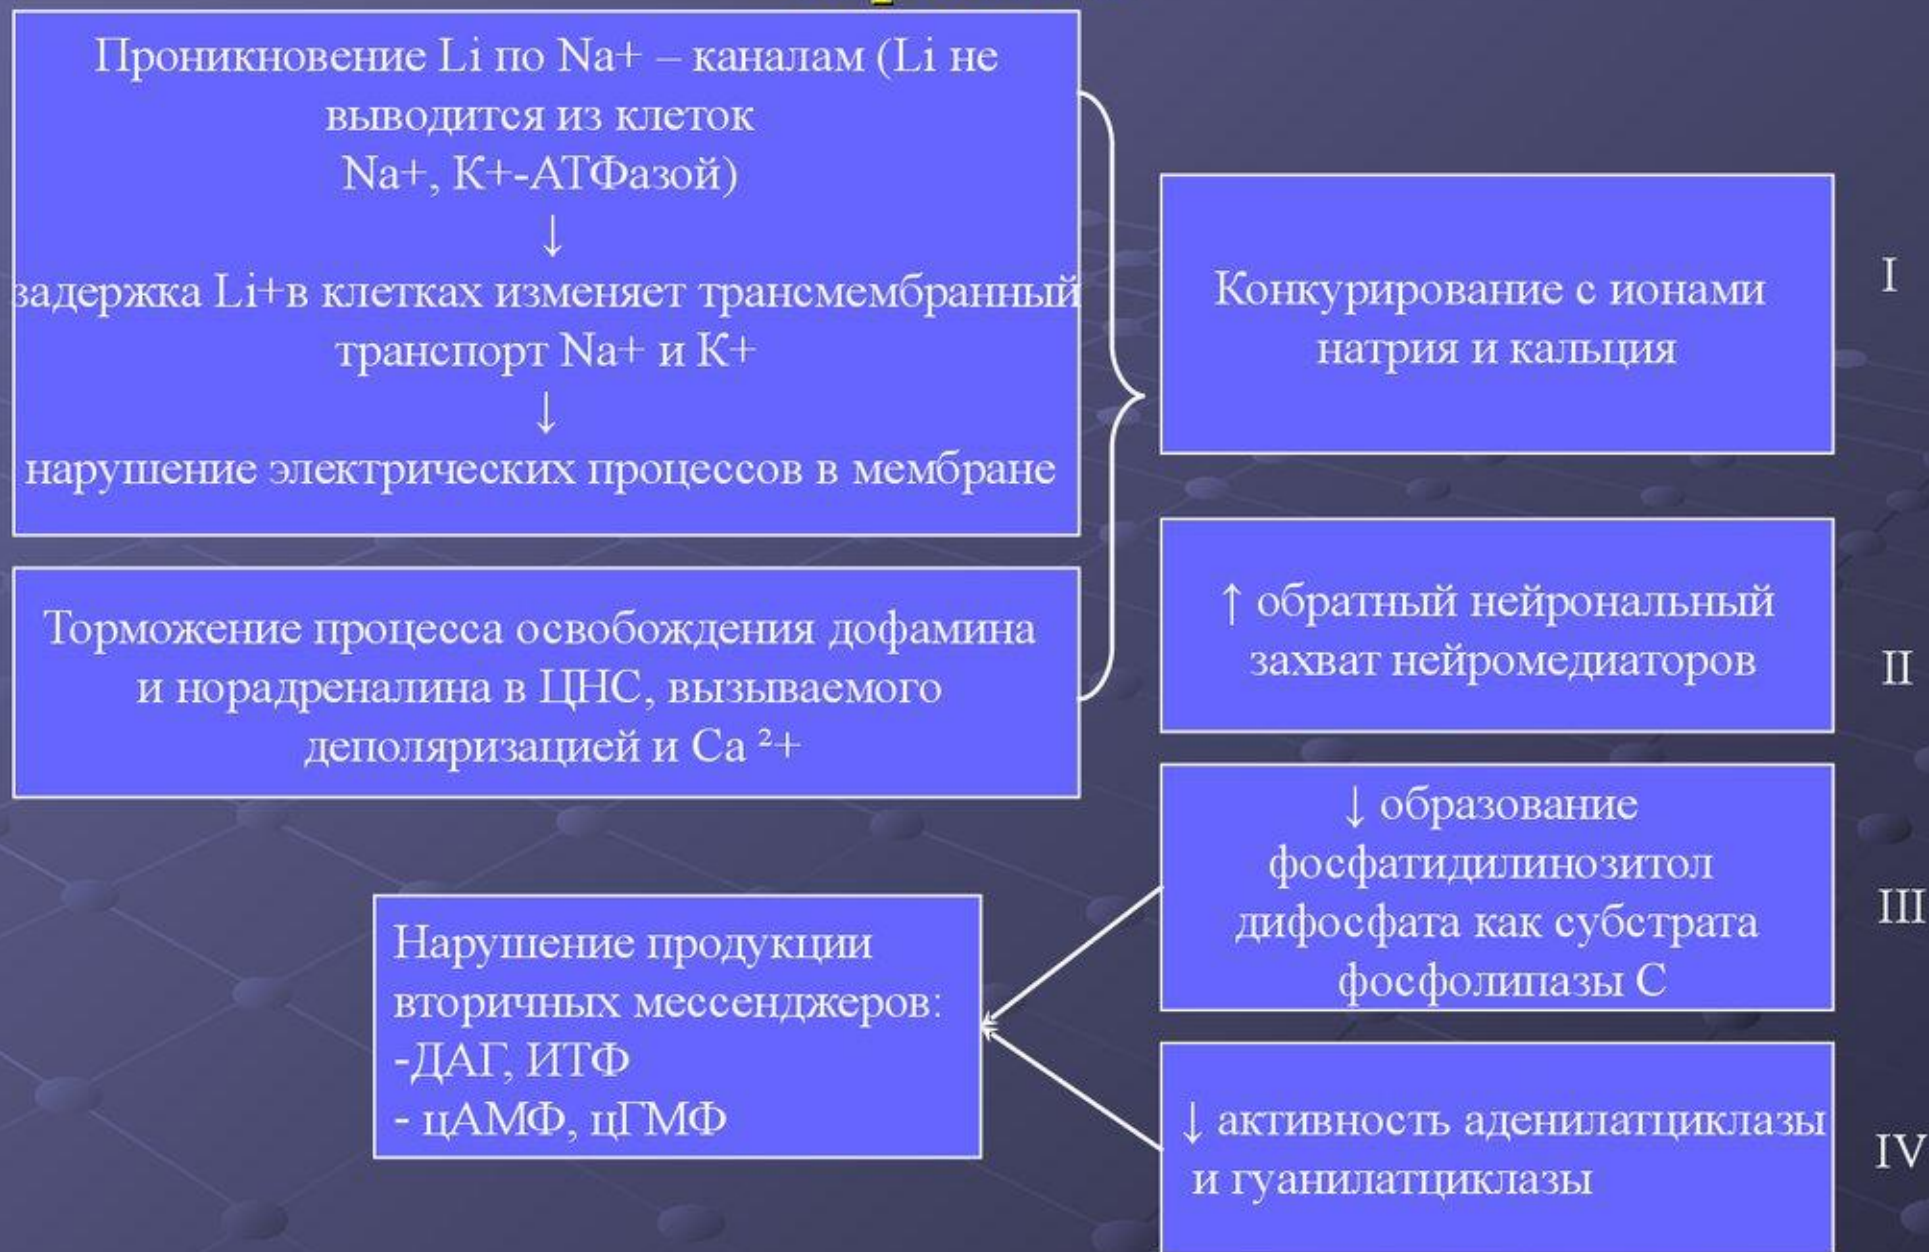 Проникновение Li по Na+ – каналам (Li не
выводится из клеток
Na+, К+-АТФазой)
↓
задержка Li+в клетках изменяет трансмембранный
транспорт Na+ и К+
↓
нарушение электрических процессов в мембране
Торможение процесса освобождения дофамина
и норадреналина в ЦНС, вызываемого
деполяризацией и Ca ²+
Конкурирование с ионами
натрия и кальция
I
↑ обратный нейрональный
захват нейромедиаторов
II
↓ образование
фосфатидилинозитол
дифосфата как субстрата
фосфолипазы С
III
Нарушение продукции
вторичных мессенджеров:
-ДАГ, ИТФ
- цАМФ, цГМФ
↓ активность аденилатциклазы
и гуанилатциклазы
IV